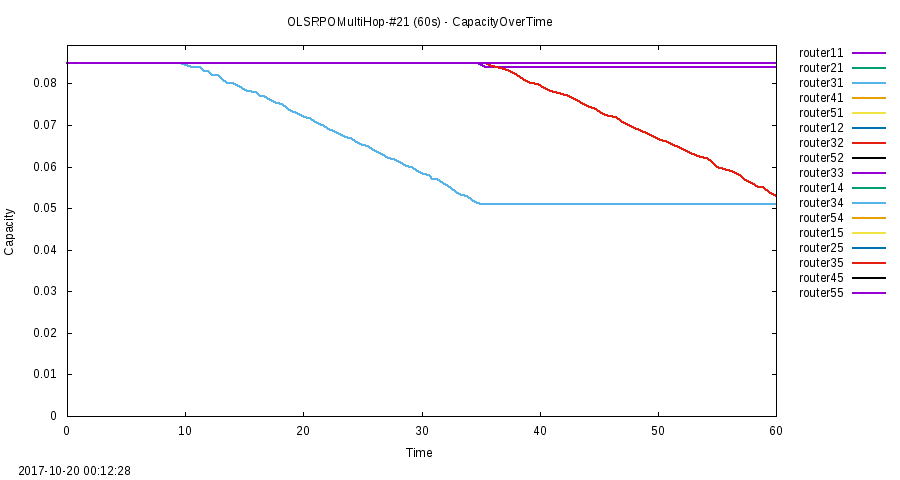 OLSRPOMultiHop-#21 (60s) - CapacityOverTime
router11
router21
router31
router41
router51
router12
router32
router52
router33
router14
router34
router54
router15
router25
router35
router45
router55
0.08
0.07
0.06
0.05
0.04
0.03
0.02
0.01
0
Capacity
0 10 20 30 40 50 60
Time
2017-10-20 00:12:28